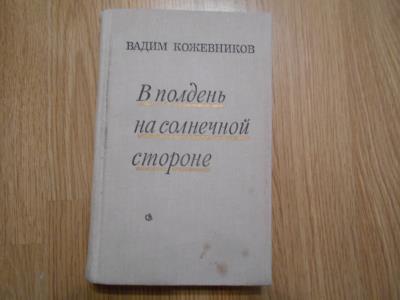 ВАДИМ КОЖЕВНИКОВ
В полдень
на солнечной
стороне